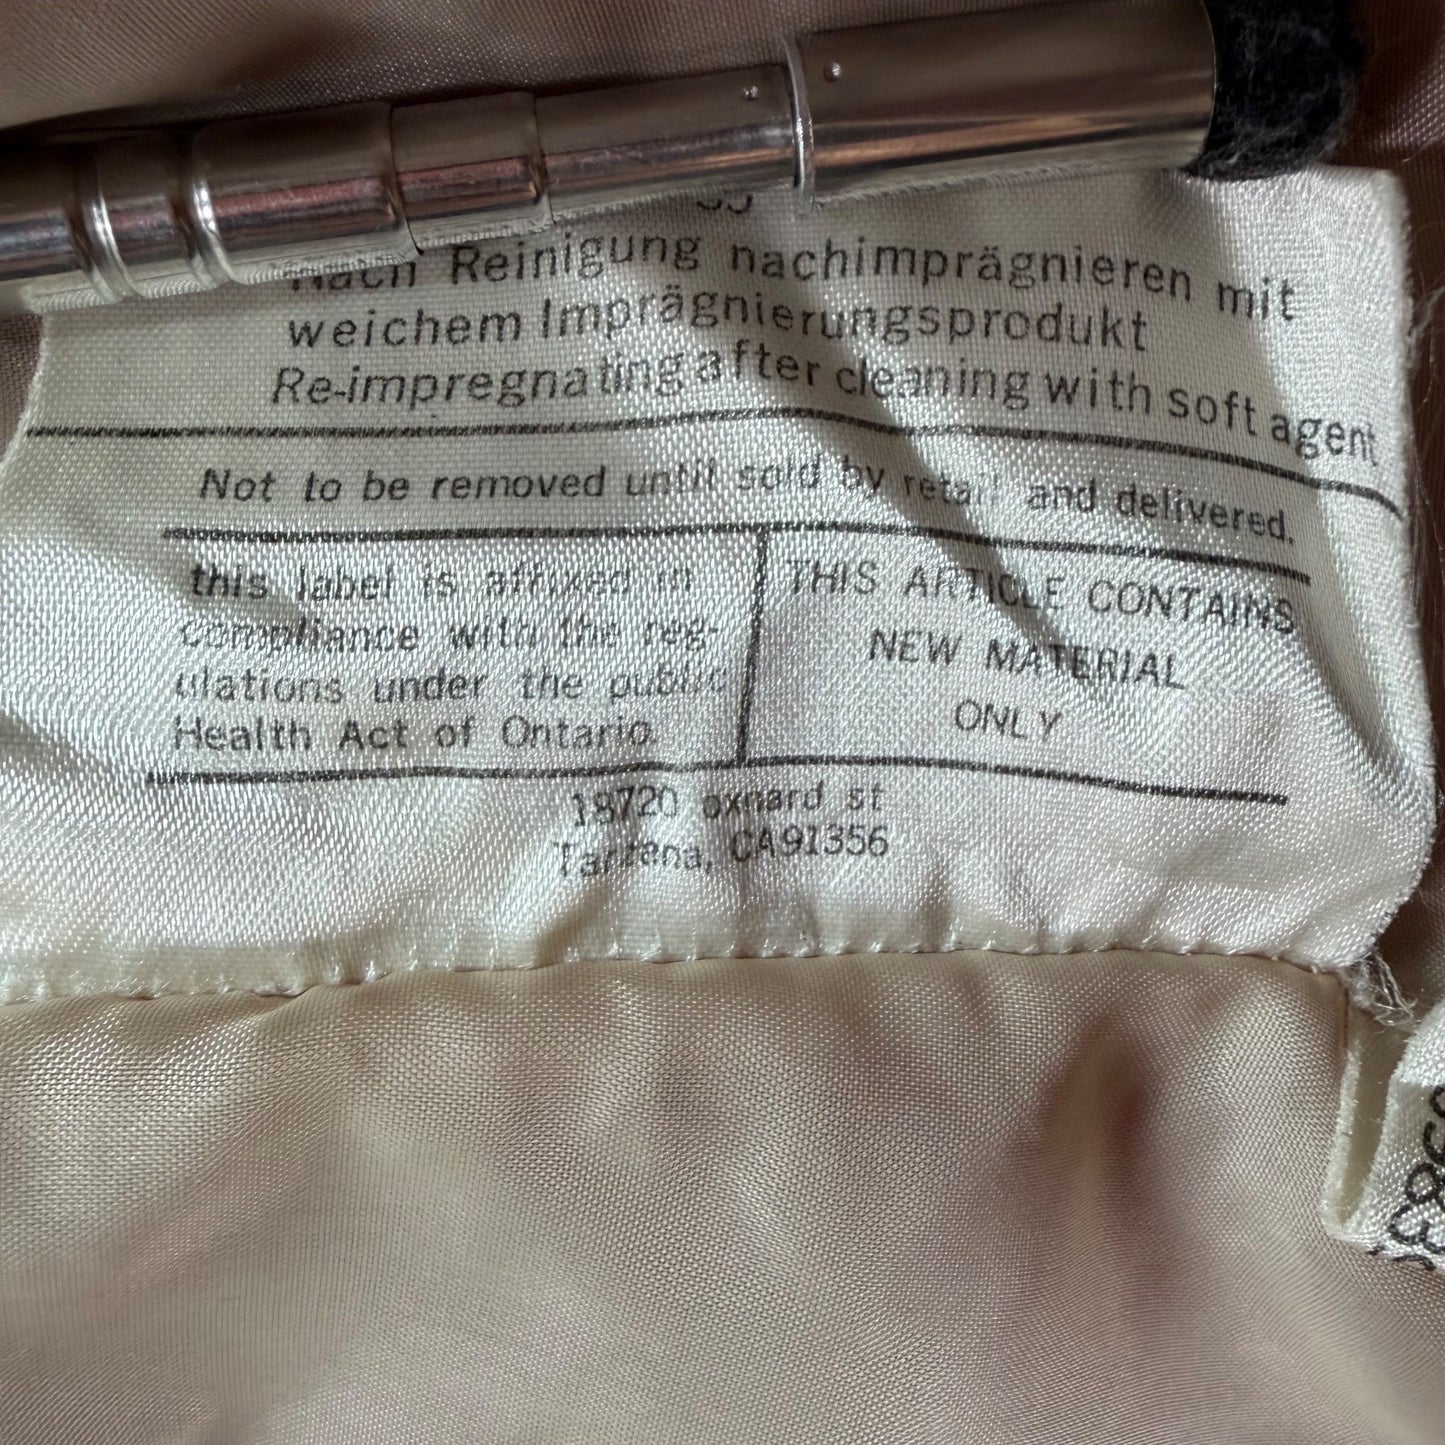 Nach Reinigung nachimprägnieren mit
weichem Imprägnierungsprodukt
Re-impregnating after cleaning with soft agent
Not to be removed until sold by retail and delivered.
this label is affixed in
compliance with the reg-
ulations under the public
Health Act of Ontario.
THIS ARTICLE CONTAINS
NEW MATERIAL
ONLY
18720 oxnard st
Tarzana, CA91356